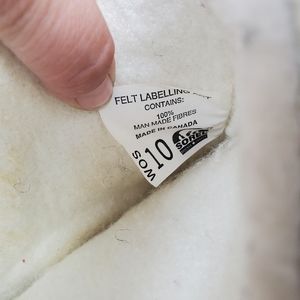 FELT LABELLING
CONTAINS:
100%
MAN MADE FIBRES
MADE IN CANADA
WOS 10 SOREL